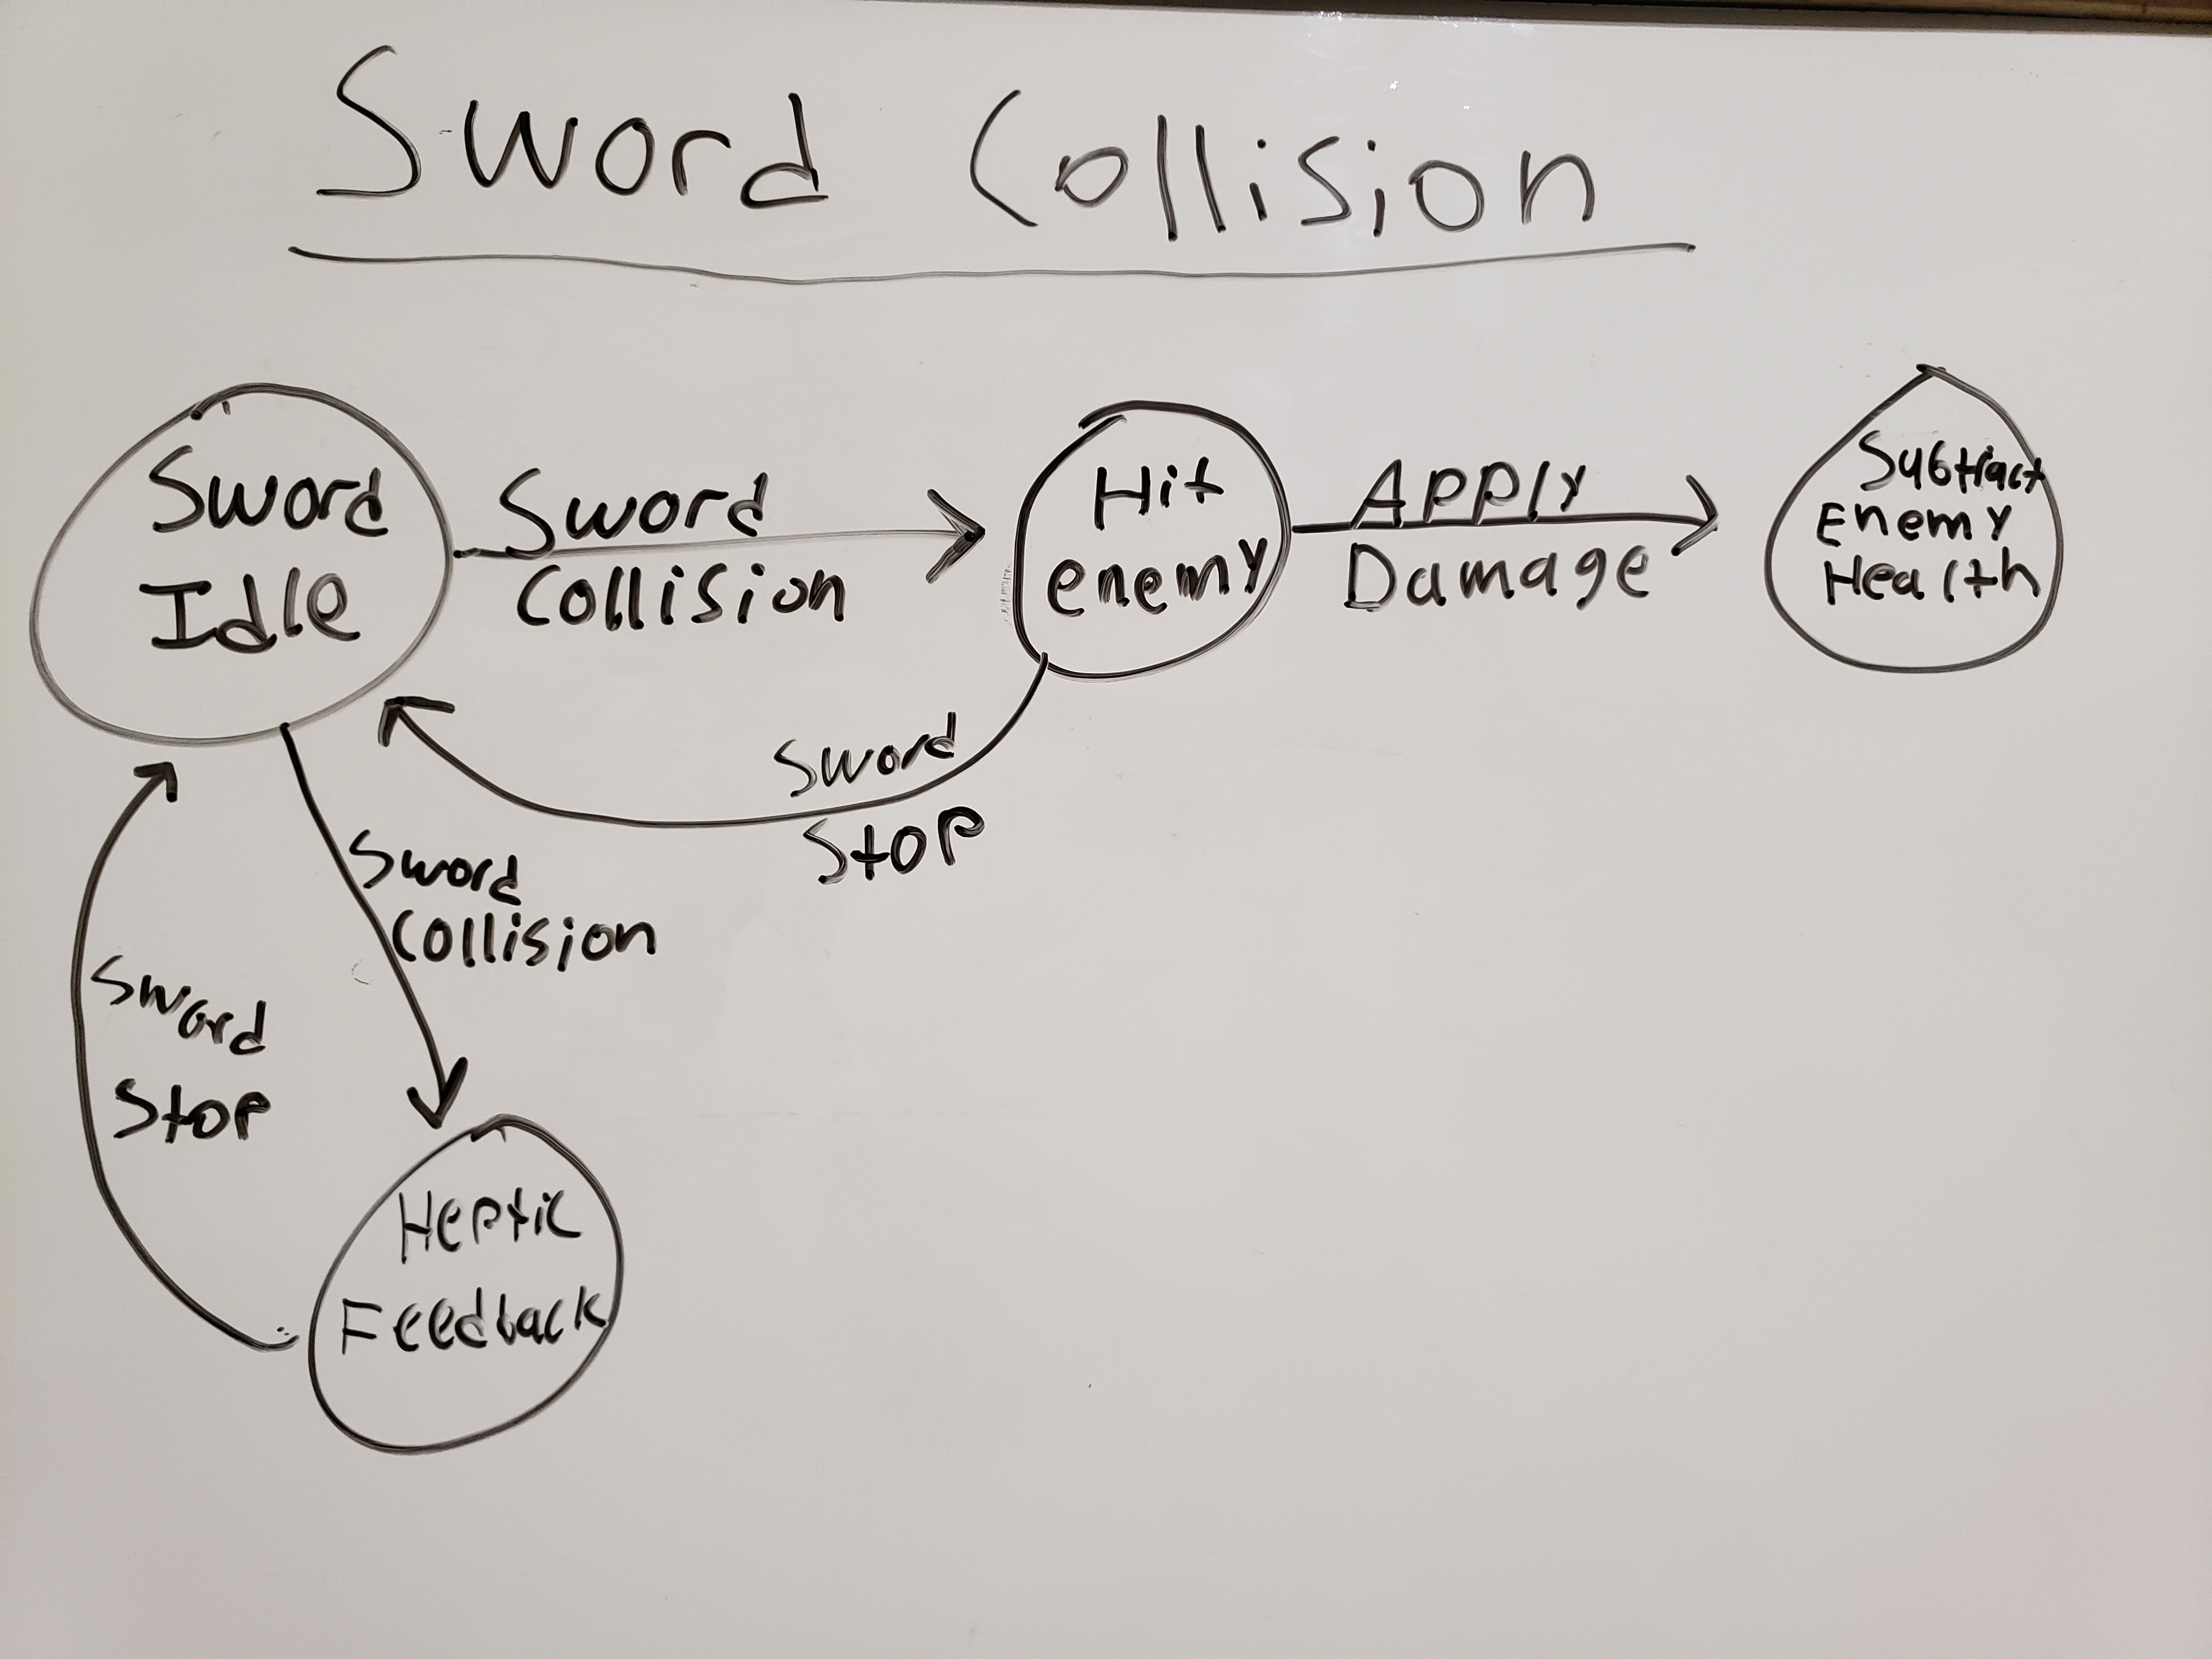 Sword Collision
Sword
Idle
Sword
Collision
Hit
enemy
Apply
Damage
Subtract
Enemy
Health
Sword
Stop
Sword
Collision
Sword
Stop
Heptic
Feedback